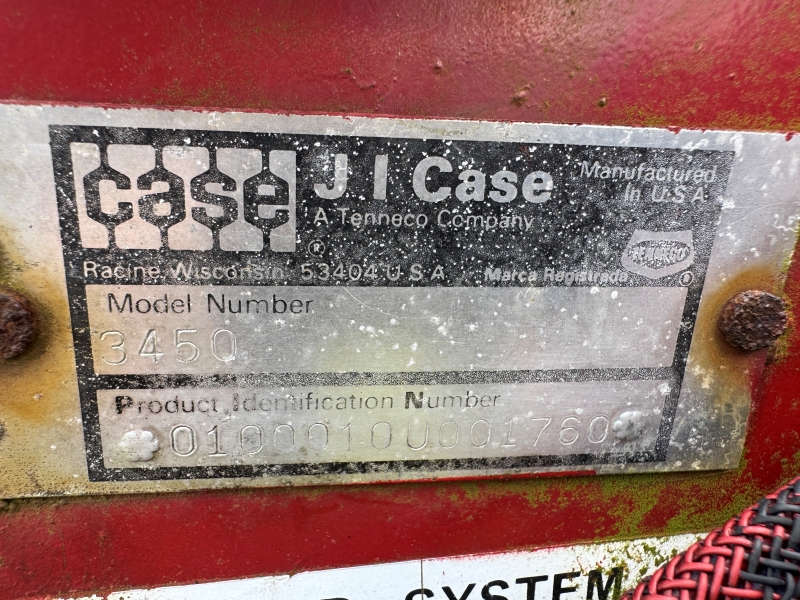 case
J I Case
A Tenneco Company
Manufactured
In U.S.A.
®
Racine, Wisconsin 53404 U.S.A.
Marca Registrada
TENNECO
®
Model Number
3450
Product Identification Number
0100010U001760
SYSTEM